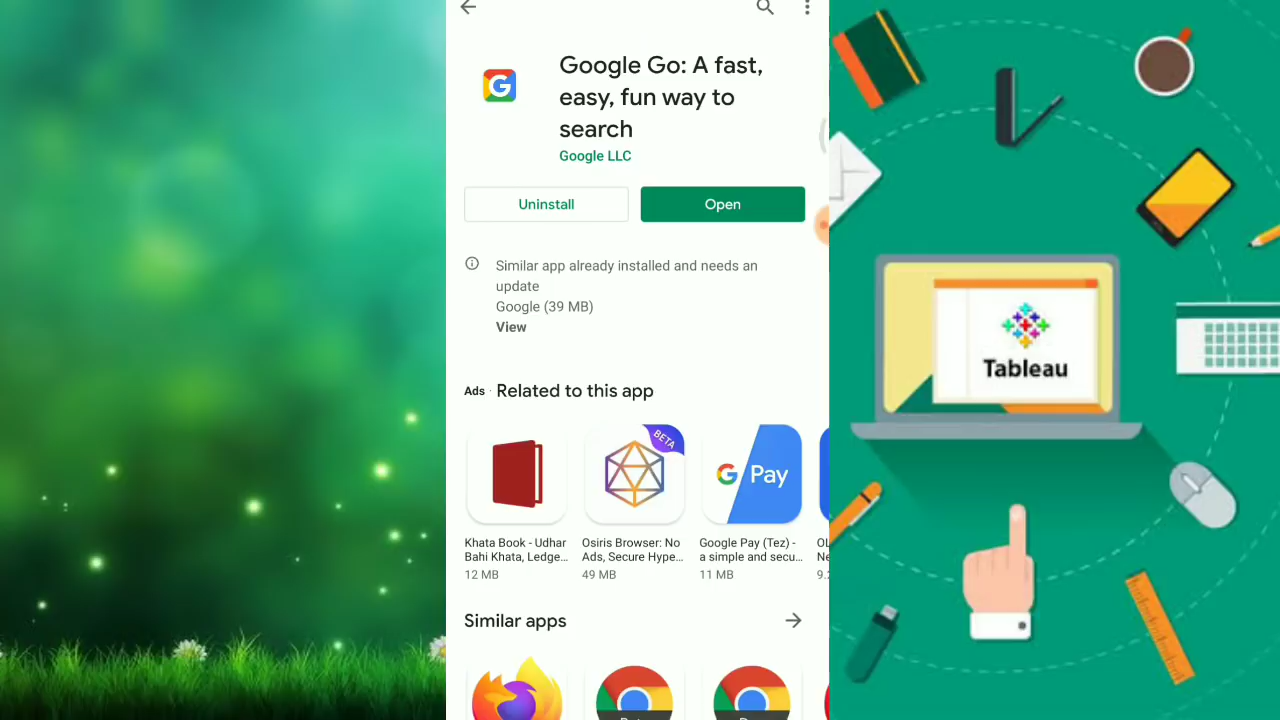 Google Go: A fast,
easy, fun way to
search
Google LLC
Uninstall
Open
Similar app already installed and needs an
update
Google (39 MB)
View
Ads · Related to this app
BETA
G Pay
Khata Book - Udhar
Bahi Khata, Ledge...
12 MB
Osiris Browser: No
Ads, Secure Hype...
49 MB
Google Pay (Tez) -
a simple and secu...
11 MB
Similar apps
Tableau